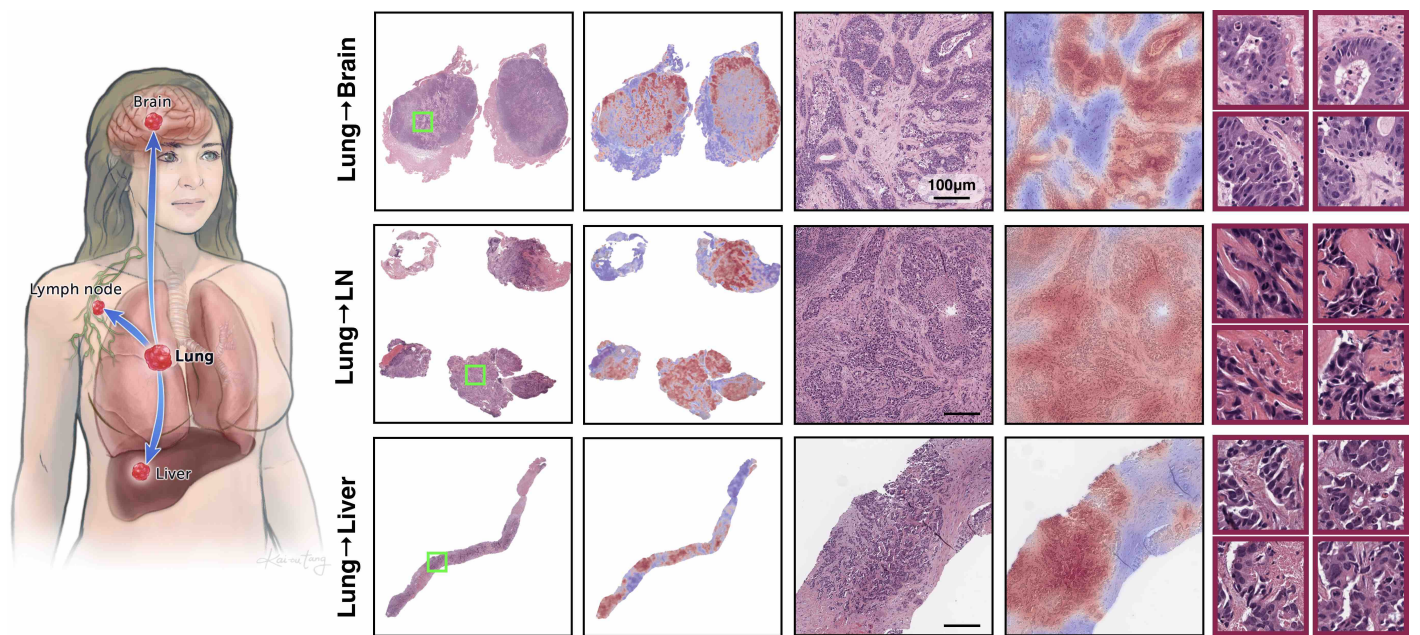 Brain
Lymph node
Lung
Liver
Lung→Brain
100μm
Lung→LN
Lung→Liver